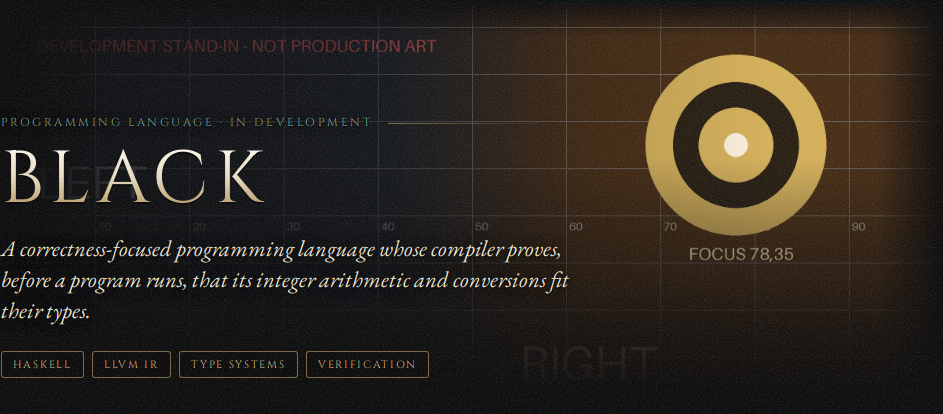 DEVELOPMENT STAND-IN - NOT PRODUCTION ART
PROGRAMMING LANGUAGE · IN DEVELOPMENT
BLACK
LEFT
10 20 30 40 50 60 70 90
A correctness-focused programming language whose compiler proves,
before a program runs, that its integer arithmetic and conversions fit
their types.
FOCUS 78,35
HASKELL LLVM IR TYPE SYSTEMS VERIFICATION
RIGHT